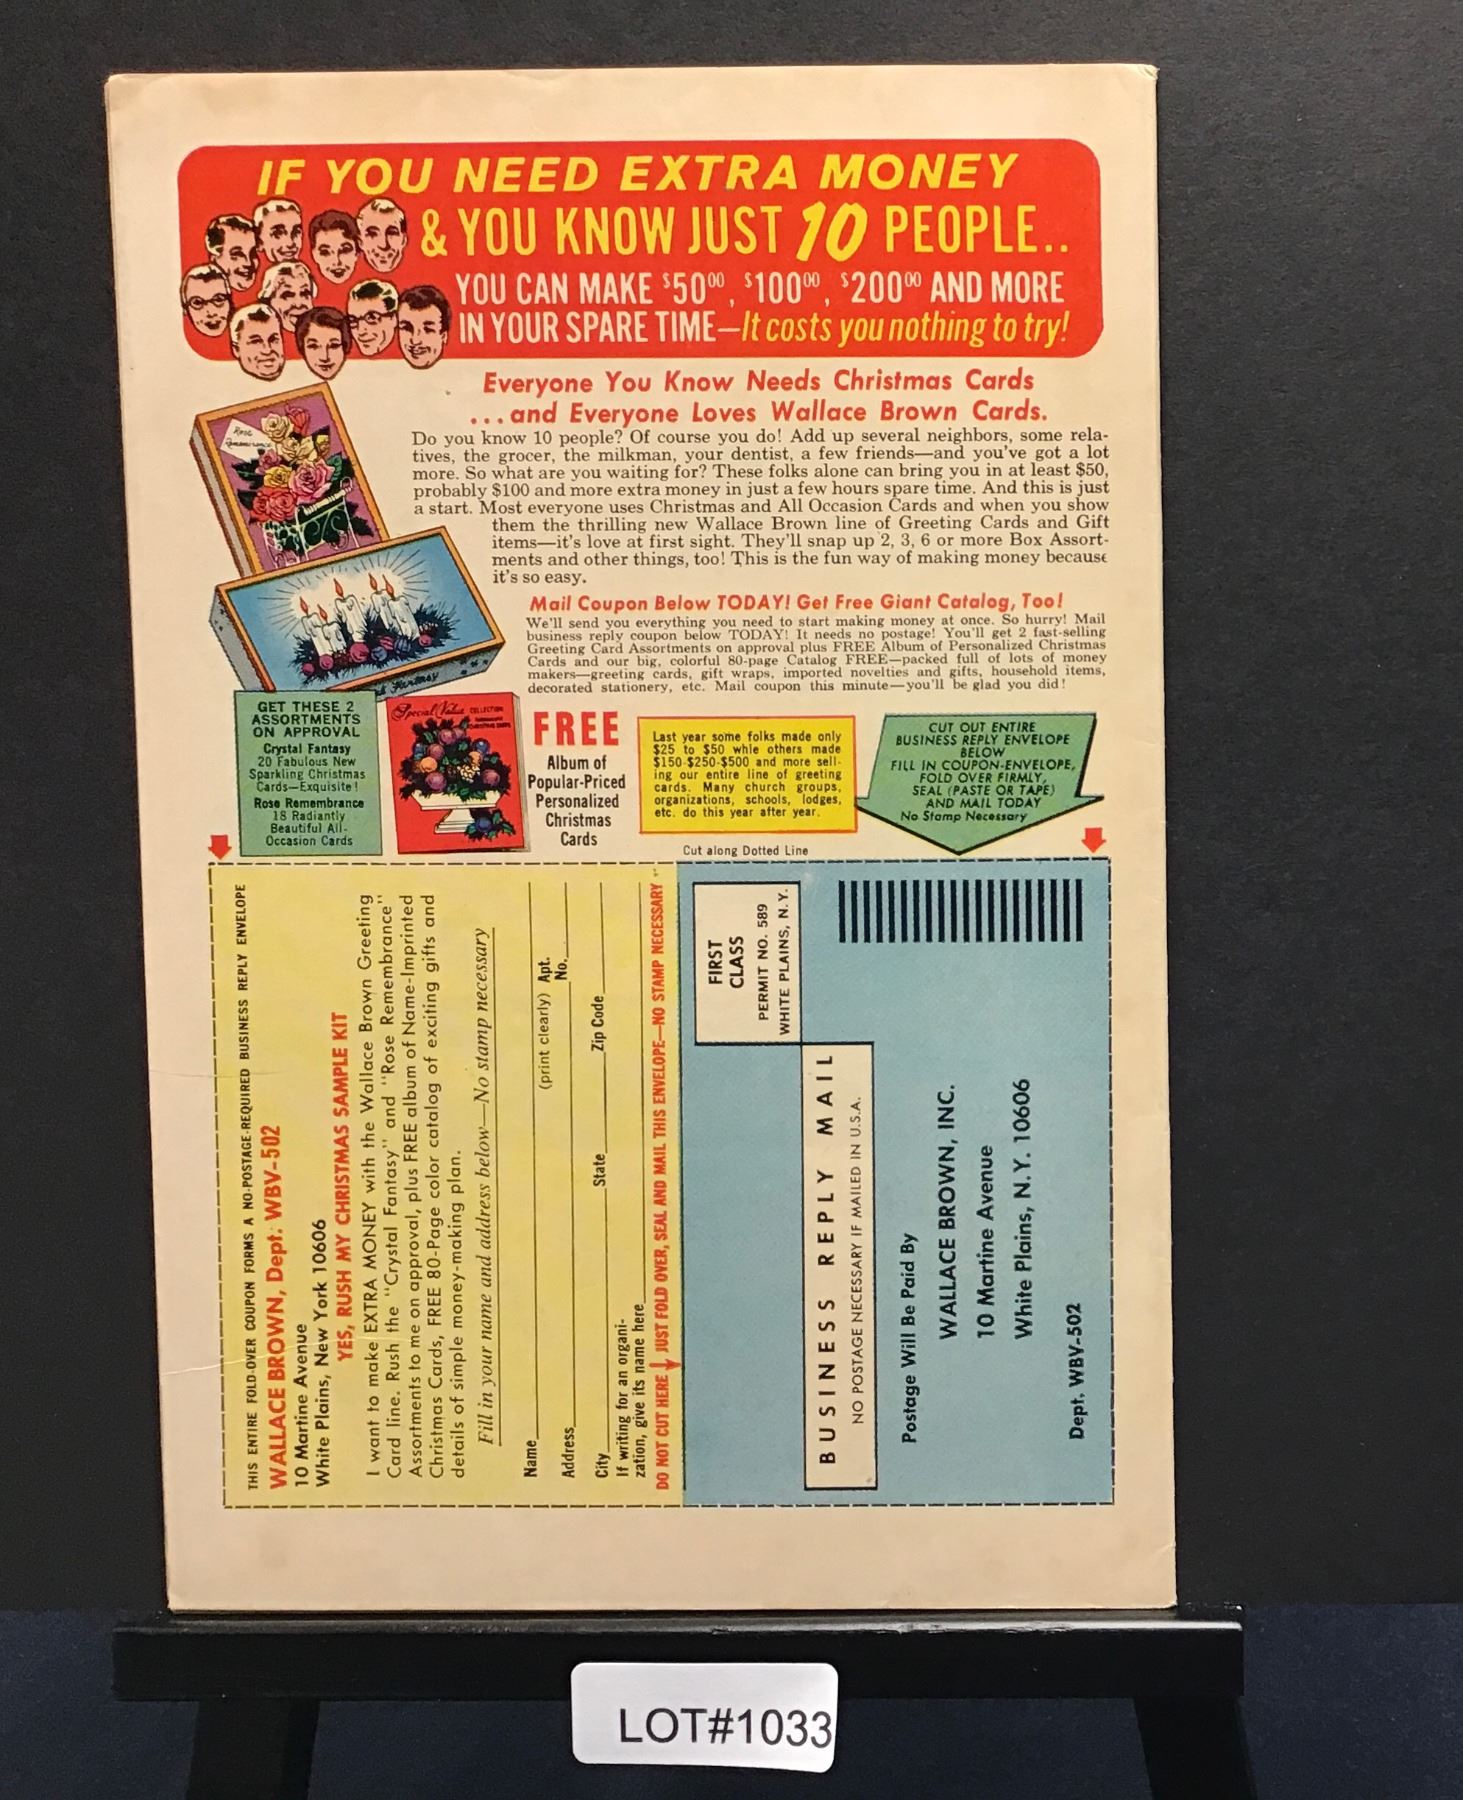 IF YOU NEED EXTRA MONEY
& YOU KNOW JUST 10 PEOPLE..
YOU CAN MAKE $50⁰⁰, $100⁰⁰, $200⁰⁰ AND MORE
IN YOUR SPARE TIME—It costs you nothing to try!
Everyone You Know Needs Christmas Cards
...and Everyone Loves Wallace Brown Cards.
Do you know 10 people? Of course you do! Add up several neighbors, some rela-
tives, the grocer, the milkman, your dentist, a few friends—and you've got a lot
more. So what are you waiting for? These folks alone can bring you in at least $50,
probably $100 and more extra money in just a few hours spare time. And this is just
a start. Most everyone uses Christmas and All Occasion Cards and when you show
them the thrilling new Wallace Brown line of Greeting Cards and Gift
items—it's love at first sight. They'll snap up 2, 3, 6 or more Box Assort-
ments and other things, too! This is the fun way of making money because
it's so easy.
Rose
Remembrance
Mail Coupon Below TODAY! Get Free Giant Catalog, Too!
We'll send you everything you need to start making money at once. So hurry! Mail
business reply coupon below TODAY! It needs no postage! You'll get 2 fast-selling
Greeting Card Assortments on approval plus FREE Album of Personalized Christmas
Cards and our big, colorful 80-page Catalog FREE—packed full of lots of money
makers—greeting cards, gift wraps, imported novelties and gifts, household items,
decorated stationery, etc. Mail coupon this minute—you'll be glad you did!
Fantasy
GET THESE 2
ASSORTMENTS
ON APPROVAL
Crystal Fantasy
20 Fabulous New
Sparkling Christmas
Cards—Exquisite!
Rose Remembrance
18 Radiantly
Beautiful All-
Occasion Cards
Special Value COLLECTION
FREE
Album of
Popular-Priced
Personalized
Christmas
Cards
Last year some folks made only
$25 to $50 whle others made
$150-$250-$500 and more sell-
ing our entire line of greeting
cards. Many church groups,
organizations, schools, lodges,
etc. do this year after year.
CUT OUT ENTIRE
BUSINESS REPLY ENVELOPE
BELOW
FILL IN COUPON-ENVELOPE,
FOLD OVER FIRMLY,
SEAL (PASTE OR TAPE)
AND MAIL TODAY
No Stamp Necessary
Cut along Dotted Line
THIS ENTIRE FOLD-OVER COUPON FORMS A NO-POSTAGE-REQUIRED BUSINESS REPLY ENVELOPE
WALLACE BROWN, Dept. WBV-502
10 Martine Avenue
White Plains, New York 10606
YES, RUSH MY CHRISTMAS SAMPLE KIT
I want to make EXTRA MONEY with the Wallace Brown Greeting
Card line. Rush the "Crystal Fantasy" and "Rose Remembrance"
Assortments to me on approval, plus FREE album of Name-Imprinted
Christmas Cards, FREE 80-Page color catalog of exciting gifts and
details of simple money-making plan.
Fill in your name and address below—No stamp necessary
Name
(print clearly)
Address
Apt.
No.
City
State
Zip Code
If writing for an organi-
zation, give its name here
DO NOT CUT HERE JUST FOLD OVER, SEAL AND MAIL THIS ENVELOPE—NO STAMP NECESSARY
FIRST
CLASS
PERMIT NO. 589
WHITE PLAINS, N.Y.
BUSINESS REPLY MAIL
NO POSTAGE NECESSARY IF MAILED IN U.S.A.
Postage Will Be Paid By
WALLACE BROWN, INC.
10 Martine Avenue
White Plains, N.Y. 10606
Dept. WBV-502
LOT#1033